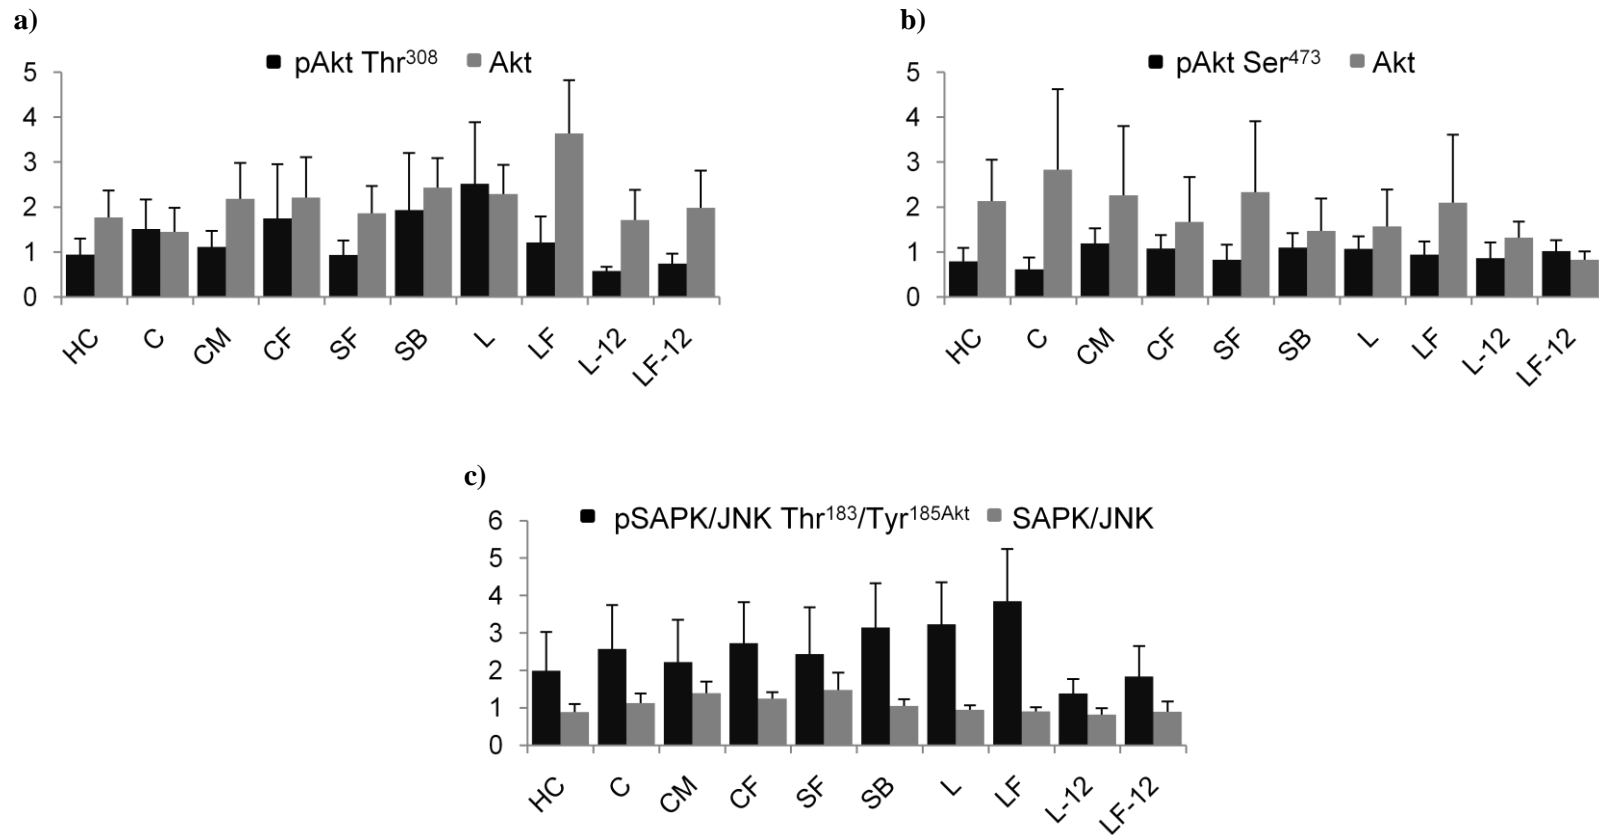 a)
pAkt Thr308 Akt
5
4
3
2
1
0
HC C CM CF SF SB L LF L-12 LF-12
b)
pAkt Ser473 Akt
5
4
3
2
1
0
HC C CM CF SF SB L LF L-12 LF-12
c)
pSAPK/JNK Thr183/Tyr185Akt SAPK/JNK
6
5
4
3
2
1
0
HC C CM CF SF SB L LF L-12 LF-12